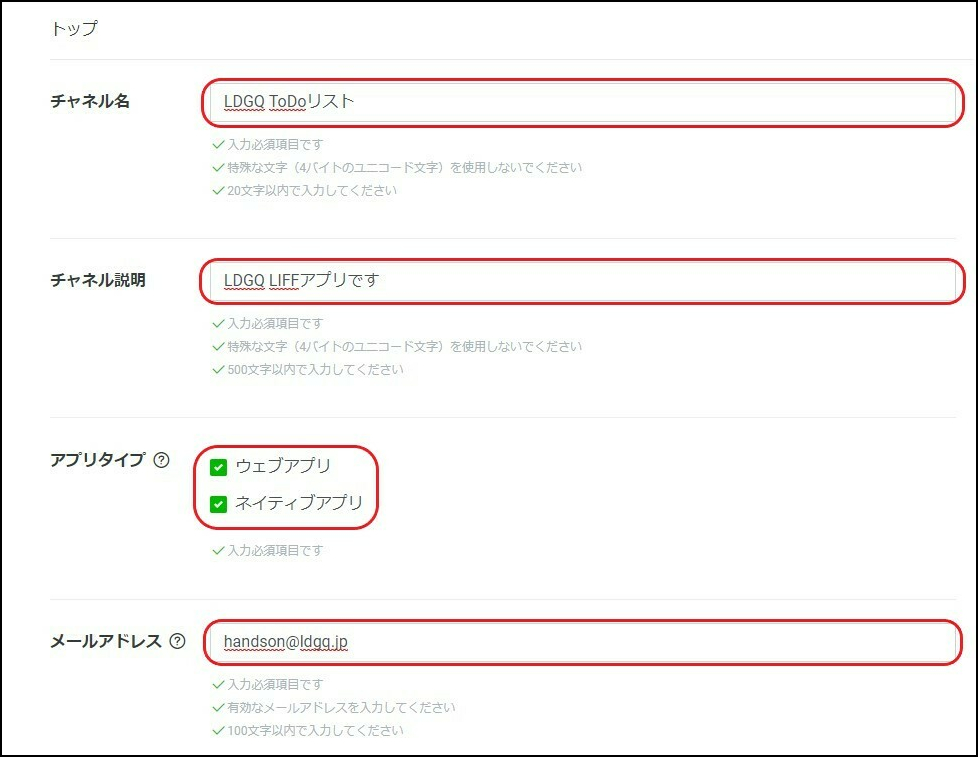 トップ
チャネル名
LDGQ ToDoリスト
入力必須項目です
特殊な文字（4バイトのユニコード文字）を使用しないでください
20文字以内で入力してください
チャネル説明
LDGQ LIFFアプリです
入力必須項目です
特殊な文字（4バイトのユニコード文字）を使用しないでください
500文字以内で入力してください
アプリタイプ ?
ウェブアプリ
ネイティブアプリ
入力必須項目です
メールアドレス ?
handson@ldgq.jp
入力必須項目です
有効なメールアドレスを入力してください
100文字以内で入力してください